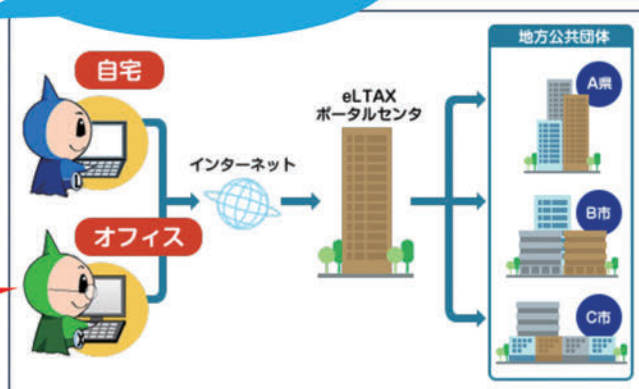 自宅
オフィス
インターネット
eLTAX
ポータルセンタ
地方公共団体
A県
B市
C市